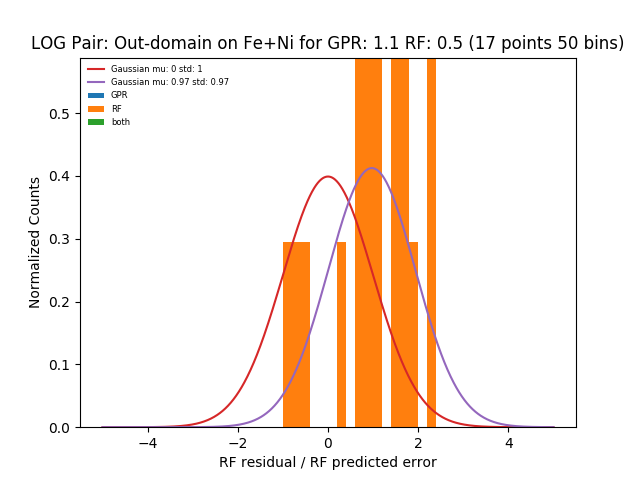 LOG Pair: Out-domain on Fe+Ni for GPR: 1.1 RF: 0.5 (17 points 50 bins)
Gaussian mu: 0 std: 1
Gaussian mu: 0.97 std: 0.97
GPR
RF
both
Normalized Counts
0.5
0.4
0.3
0.2
0.1
0.0
−4
−2
0
2
4
RF residual / RF predicted error